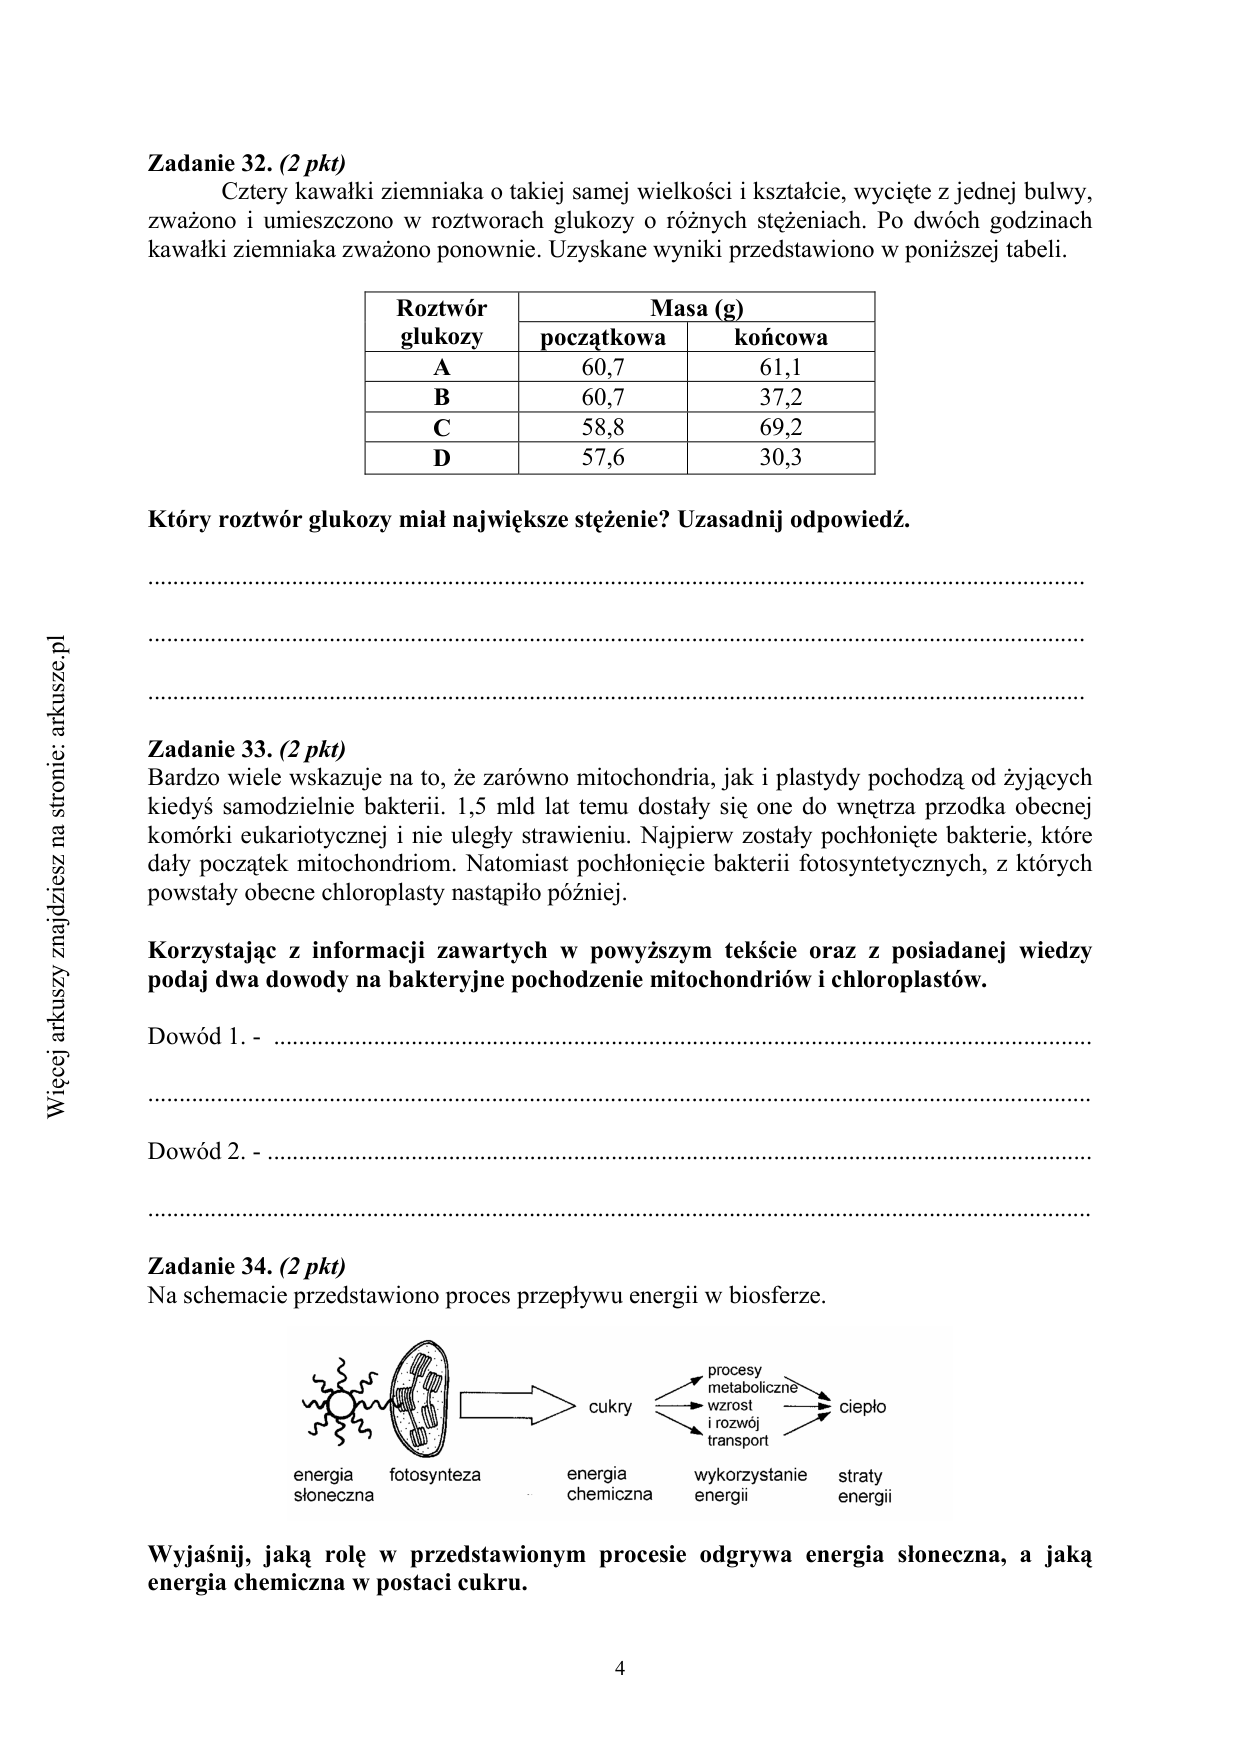 Zadanie 32. (2 pkt)
Cztery kawałki ziemniaka o takiej samej wielkości i kształcie, wycięte z jednej bulwy,
zważono i umieszczono w roztworach glukozy o różnych stężeniach. Po dwóch godzinach
kawałki ziemniaka zważono ponownie. Uzyskane wyniki przedstawiono w poniższej tabeli.
Roztwór glukozy Masa (g)
początkowa końcowa
A 60,7 61,1
B 60,7 37,2
C 58,8 69,2
D 57,6 30,3
Który roztwór glukozy miał największe stężenie? Uzasadnij odpowiedź.
......................................................................................................................................................
......................................................................................................................................................
......................................................................................................................................................
Zadanie 33. (2 pkt)
Bardzo wiele wskazuje na to, że zarówno mitochondria, jak i plastydy pochodzą od żyjących
kiedyś samodzielnie bakterii. 1,5 mld lat temu dostały się one do wnętrza przodka obecnej
komórki eukariotycznej i nie uległy strawieniu. Najpierw zostały pochłonięte bakterie, które
dały początek mitochondriom. Natomiast pochłonięcie bakterii fotosyntetycznych, z których
powstały obecne chloroplasty nastąpiło później.
Korzystając z informacji zawartych w powyższym tekście oraz z posiadanej wiedzy
podaj dwa dowody na bakteryjne pochodzenie mitochondriów i chloroplastów.
Dowód 1. - ...................................................................................................................................
.......................................................................................................................................................
Dowód 2. - ....................................................................................................................................
.......................................................................................................................................................
Zadanie 34. (2 pkt)
Na schemacie przedstawiono proces przepływu energii w biosferze.
procesy
metaboliczne
cukry wzrost ciepło
i rozwój
transport
energia fotosynteza energia wykorzystanie straty
słoneczna chemiczna energii energii
Wyjaśnij, jaką rolę w przedstawionym procesie odgrywa energia słoneczna, a jaką
energia chemiczna w postaci cukru.
4
Więcej arkuszy znajdziesz na stronie: arkusze.pl